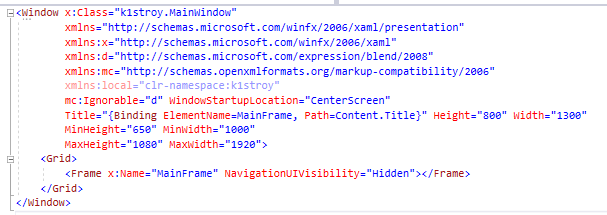 <Window x:Class="k1stroy.MainWindow"
xmlns="http://schemas.microsoft.com/winfx/2006/xaml/presentation"
xmlns:x="http://schemas.microsoft.com/winfx/2006/xaml"
xmlns:d="http://schemas.microsoft.com/expression/blend/2008"
xmlns:mc="http://schemas.openxmlformats.org/markup-compatibility/2006"
xmlns:local="clr-namespace:k1stroy"
mc:Ignorable="d" WindowStartupLocation="CenterScreen"
Title="{Binding ElementName=MainFrame, Path=Content.Title}" Height="800" Width="1300"
MinHeight="650" MinWidth="1000"
MaxHeight="1080" MaxWidth="1920">
<Grid>
<Frame x:Name="MainFrame" NavigationUIVisibility="Hidden"></Frame>
</Grid>
</Window>